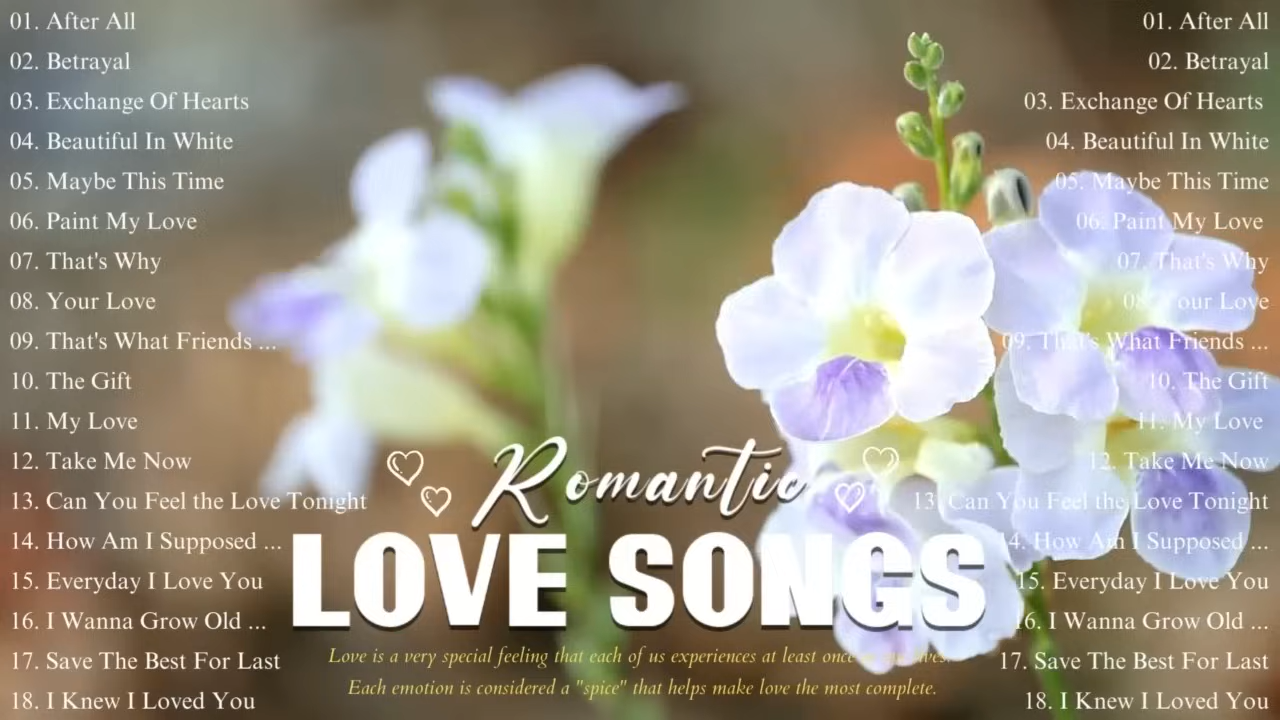 01. After All
02. Betrayal
03. Exchange Of Hearts
04. Beautiful In White
05. Maybe This Time
06. Paint My Love
07. That's Why
08. Your Love
09. That's What Friends ...
10. The Gift
11. My Love
12. Take Me Now
13. Can You Feel the Love Tonight
14. How Am I Supposed ...
15. Everyday I Love You
16. I Wanna Grow Old ...
17. Save The Best For Last
18. I Knew I Loved You
Romantic
LOVE SONGS
Love is a very special feeling that each of us experiences at least once lives.
Each emotion is considered a "spice" that helps make love the most complete.
01. After All
02. Betrayal
03. Exchange Of Hearts
04. Beautiful In White
05. Maybe This Time
06. Paint My Love
07. That's Why
08. Your Love
09. That's What Friends ...
10. The Gift
11. My Love
12. Take Me Now
13. Can You Feel the Love Tonight
14. How Am I Supposed ...
15. Everyday I Love You
16. I Wanna Grow Old ...
17. Save The Best For Last
18. I Knew I Loved You